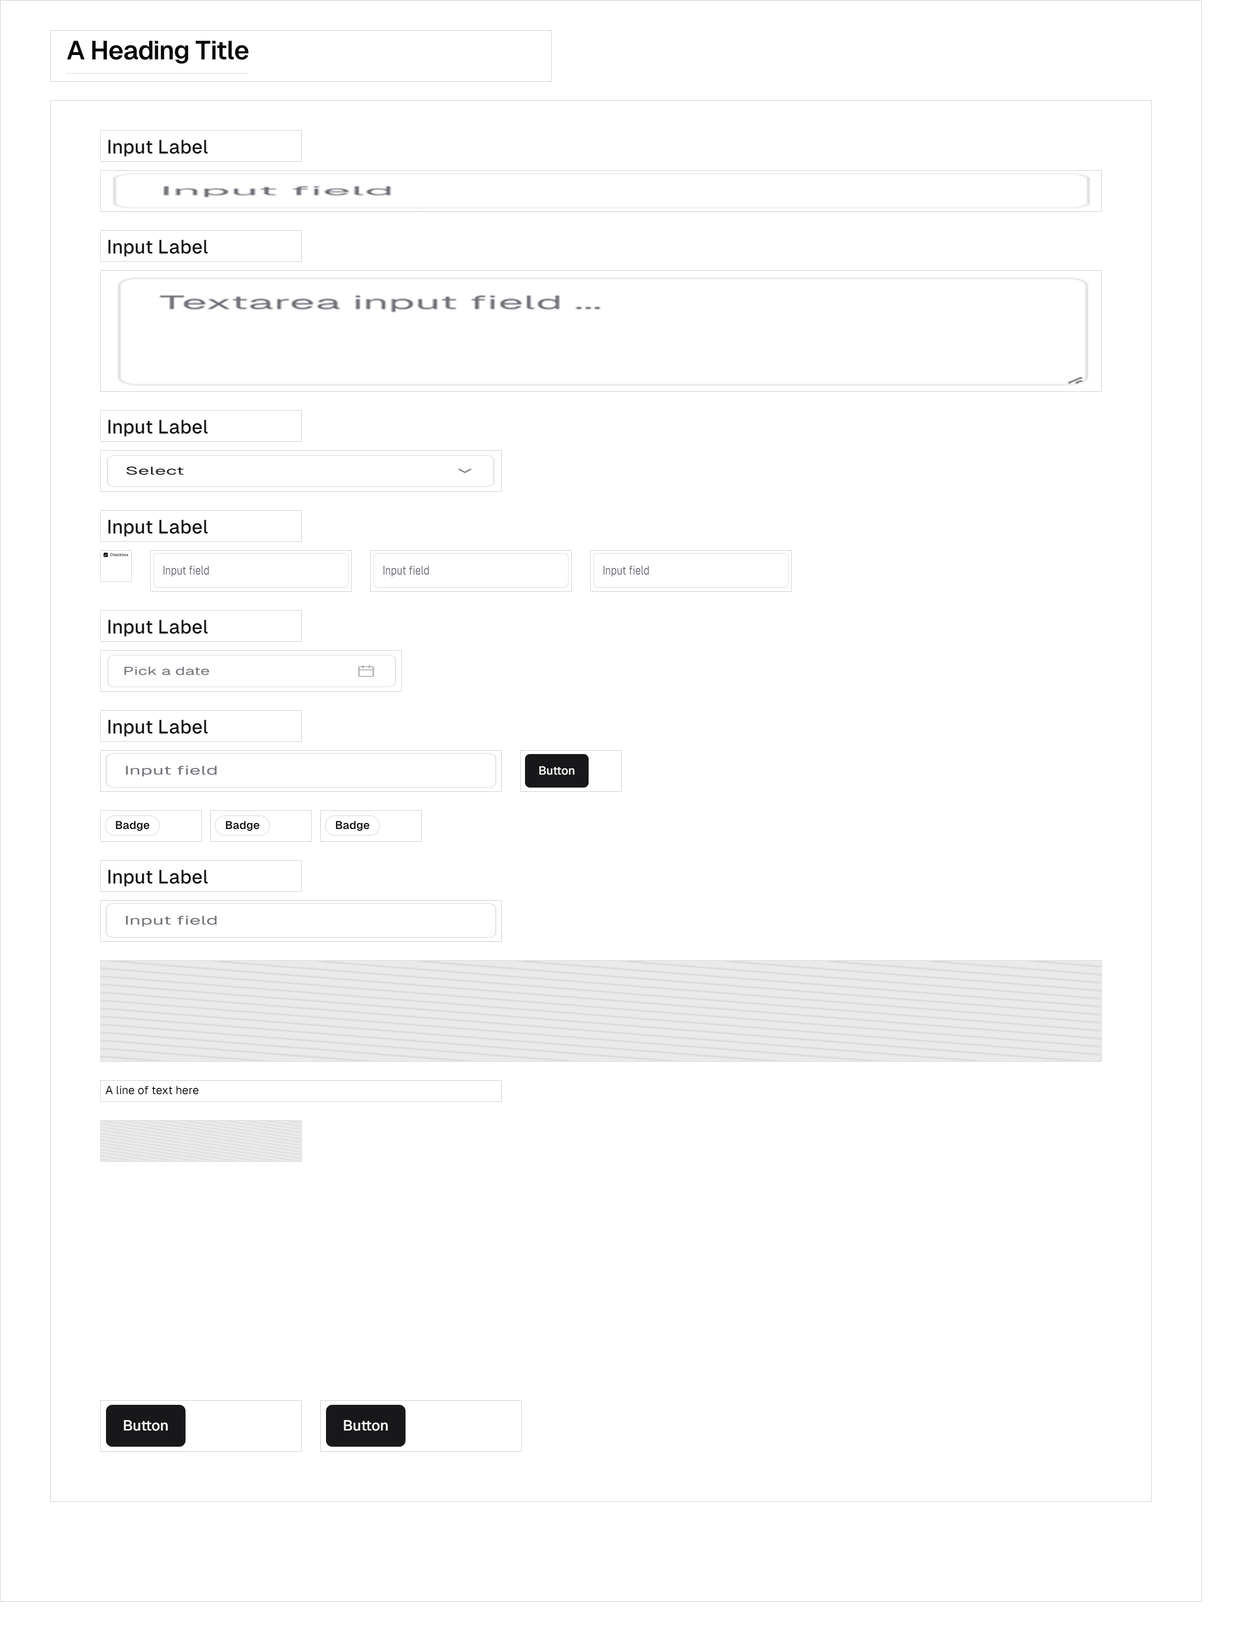 A Heading Title
Input Label
Input field
Input Label
Textarea input field ...
Input Label
Select
Input Label
Checkbox Input field Input field Input field
Input Label
Pick a date
Input Label
Input field Button
Badge Badge Badge
Input Label
Input field
A line of text here
Button Button